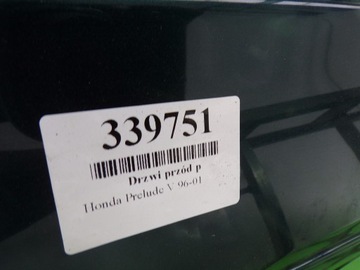 339751
Drzwi przód p
Honda Prelude V 96-01